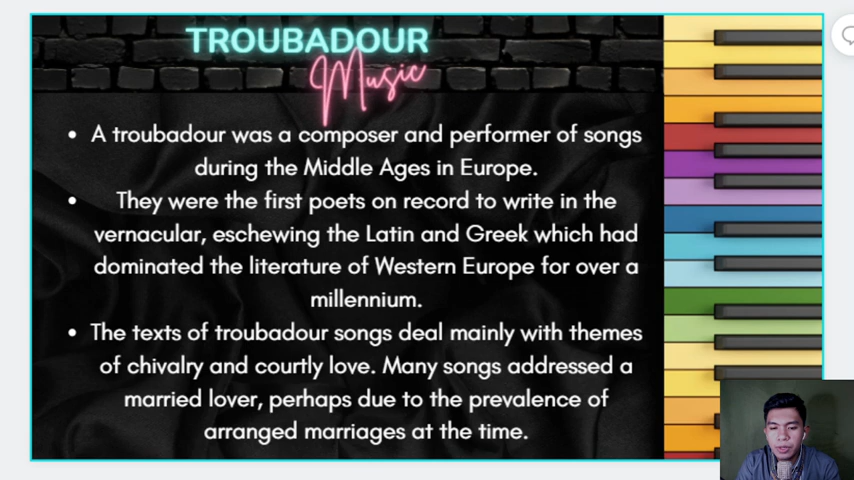 TROUBADOUR
Music
• A troubadour was a composer and performer of songs
during the Middle Ages in Europe.
• They were the first poets on record to write in the
vernacular, eschewing the Latin and Greek which had
dominated the literature of Western Europe for over a
millennium.
• The texts of troubadour songs deal mainly with themes
of chivalry and courtly love. Many songs addressed a
married lover, perhaps due to the prevalence of
arranged marriages at the time.